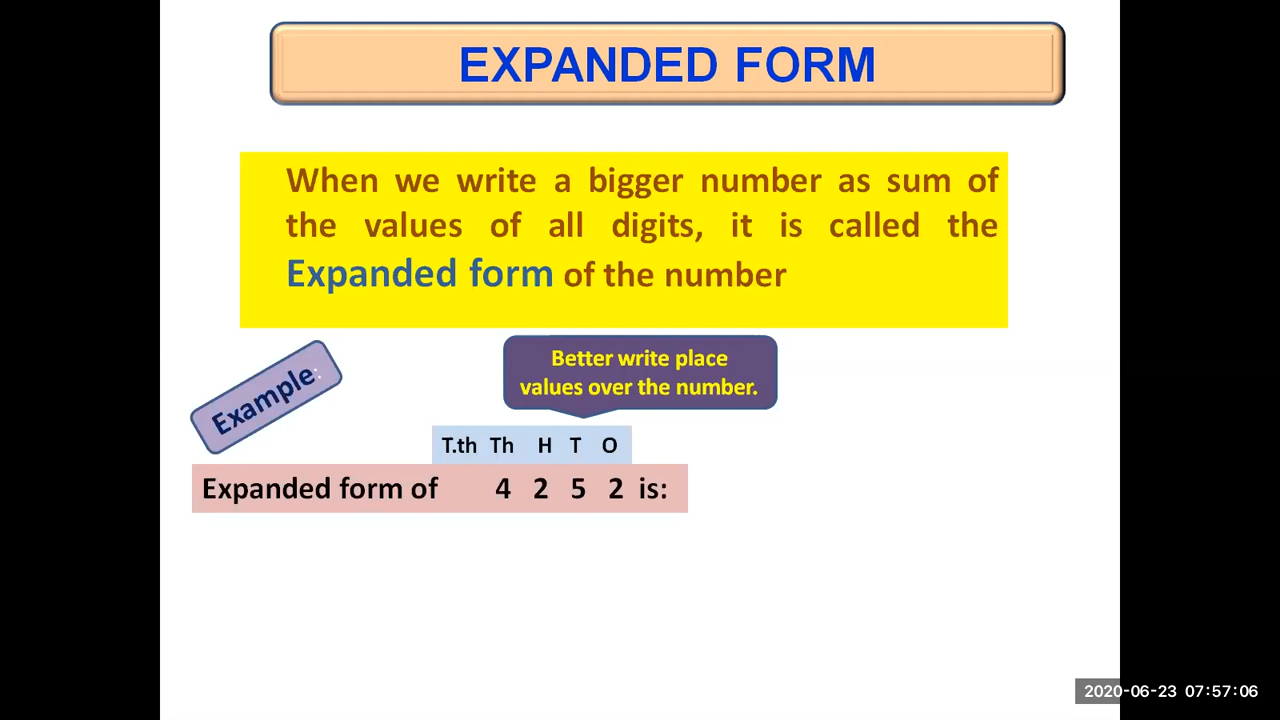 EXPANDED FORM
When we write a bigger number as sum of
the values of all digits, it is called the
Expanded form of the number
Better write place
values over the number.
Example:
T.th Th H T O
Expanded form of 4 2 5 2 is:
2020-06-23 07:57:06